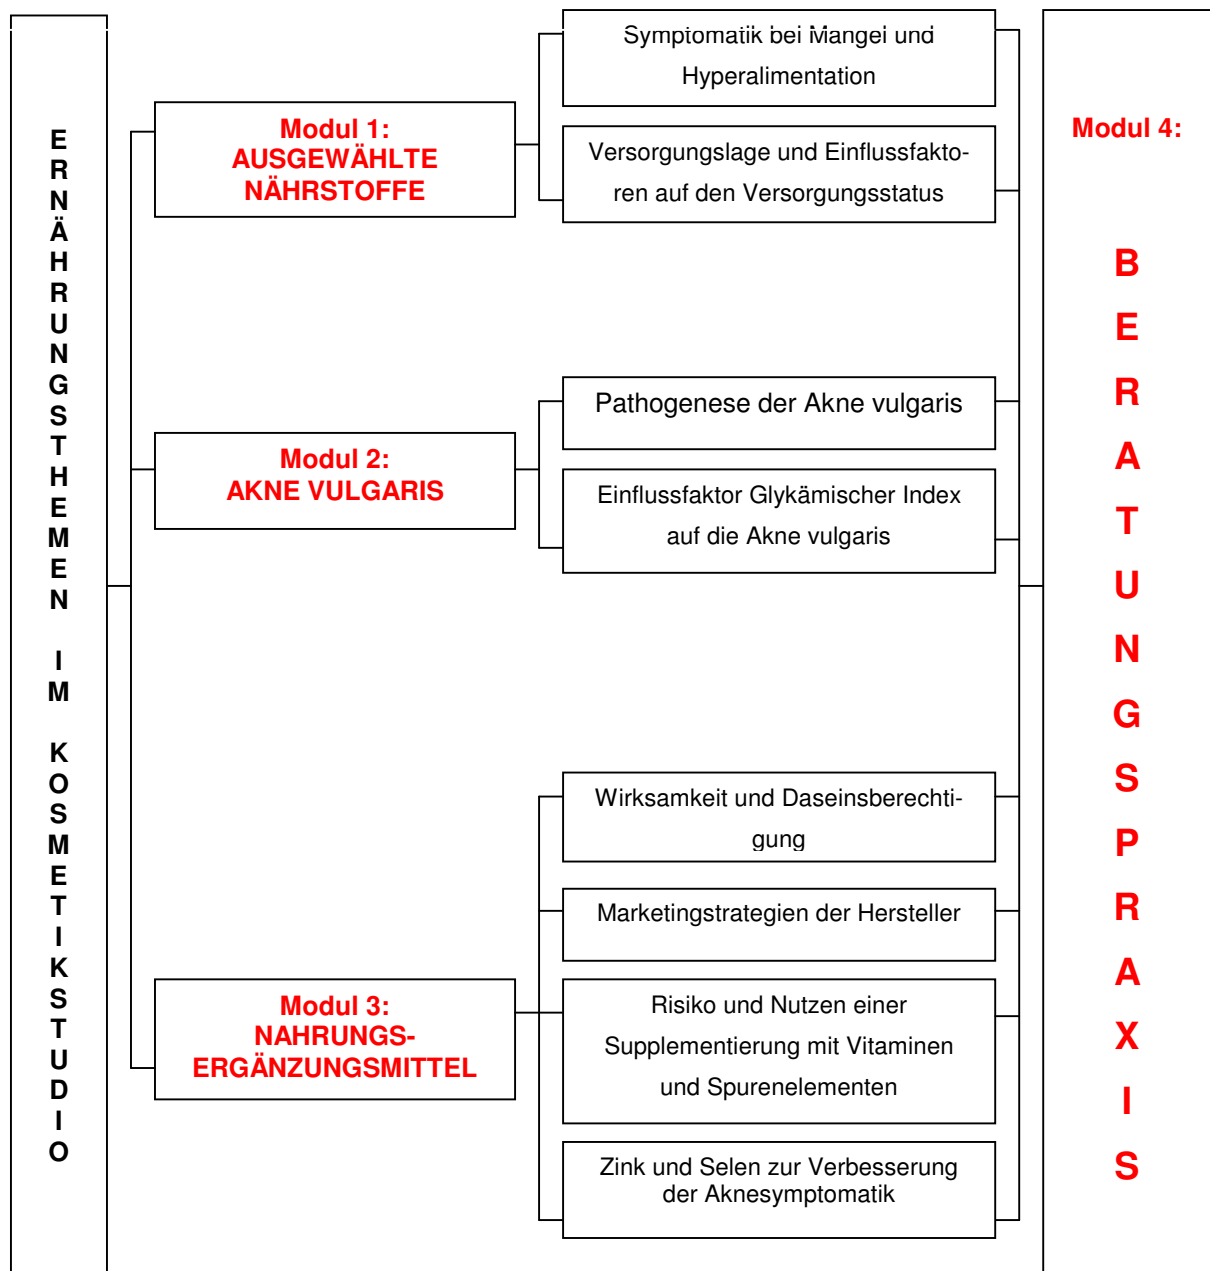 ERNÄHRUNGSTHEMEN IM KOSMETIKSTUDIO
Modul 1:
AUSGEWÄHLTE
NÄHRSTOFFE
Symptomatik bei Mangel und
Hyperalimentation
Versorgungslage und Einflussfakto-
ren auf den Versorgungsstatus
Modul 2:
AKNE VULGARIS
Pathogenese der Akne vulgaris
Einflussfaktor Glykämischer Index
auf die Akne vulgaris
Modul 3:
NAHRUNGS-
ERGÄNZUNGSMITTEL
Wirksamkeit und Daseinsberechti-
gung
Marketingstrategien der Hersteller
Risiko und Nutzen einer
Supplementierung mit Vitaminen
und Spurenelementen
Zink und Selen zur Verbesserung
der Aknesymptomatik
Modul 4:
BERATUNGSPRAXIS